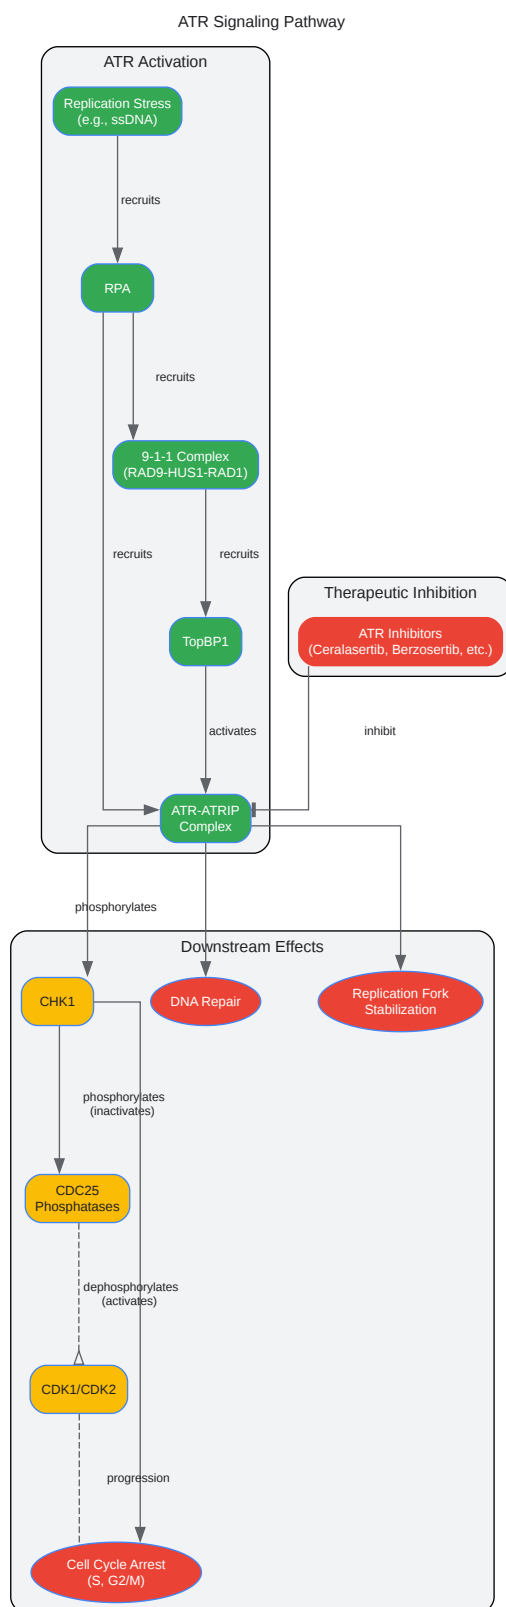 ATR Signaling Pathway
ATR Activation
Replication Stress
(e.g., ssDNA)
recruits
RPA
recruits
9-1-1 Complex
(RAD9-HUS1-RAD1)
recruits
recruits
Therapeutic Inhibition
ATR Inhibitors
(Ceralasertib, Berzosertib, etc.)
TopBP1
activates
inhibit
ATR-ATRIP
Complex
phosphorylates
Downstream Effects
CHK1
DNA Repair
Replication Fork
Stabilization
phosphorylates
(inactivates)
CDC25
Phosphatases
dephosphorylates
(activates)
CDK1/CDK2
progression
Cell Cycle Arrest
(S, G2/M)